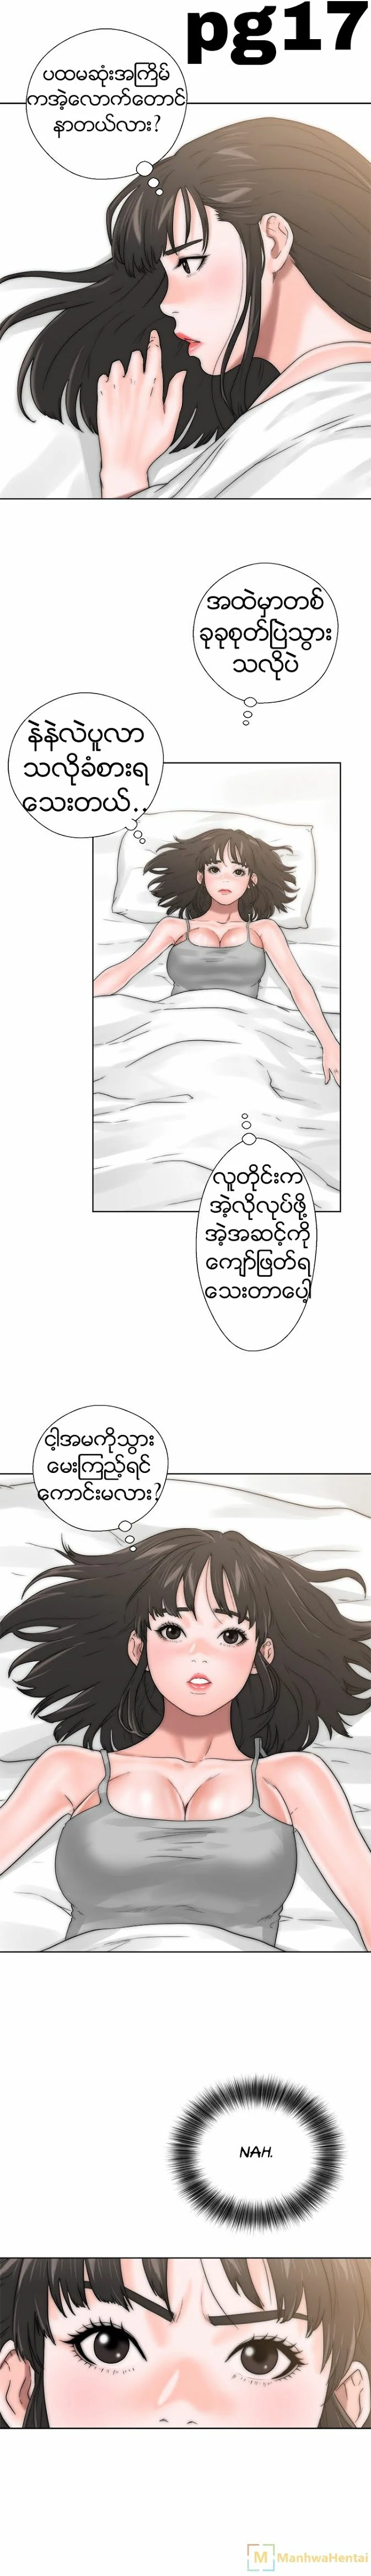 pg17
ပထမဆုံးအကြိမ်
ကအဲ့လောက်တောင်
နာတယ်လား?
အထဲမှာတစ်
ခုခုစုတ်ပြဲသွား
သလိုပဲ
နဲနဲလဲပူလာ
သလိုခံစားရ
သေးတယ်..
လူတိုင်းက
အဲ့လိုလုပ်ဖို့
အဲ့အဆင့်ကို
ကျော်ဖြတ်ရ
သေးတာပေါ့
ငါ့အမကိုသွား
မေးကြည့်ရင်
ကောင်းမလား?
NAH.
M ManhwaHentai